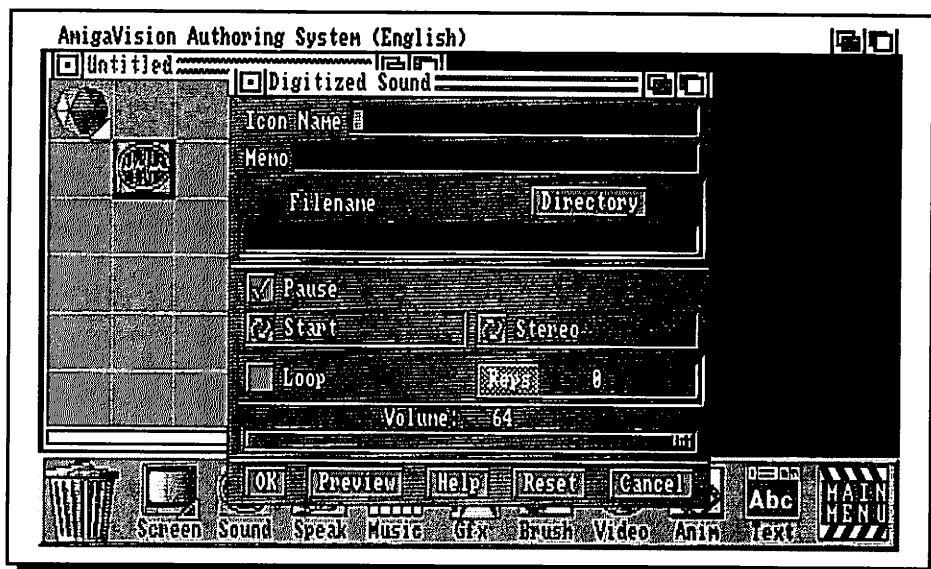 AmigaVision Authoring System (English)
Untitled
Digitized Sound
Icon Name
Memo
Filename
Directory
Pause
Start
Stereo
Loop
Reps 0
Volume: 64
OK Preview Help Reset Cancel
Abc
MAIN MENU
Screen Sound Speak Music Gfx Brush Video Anim Text